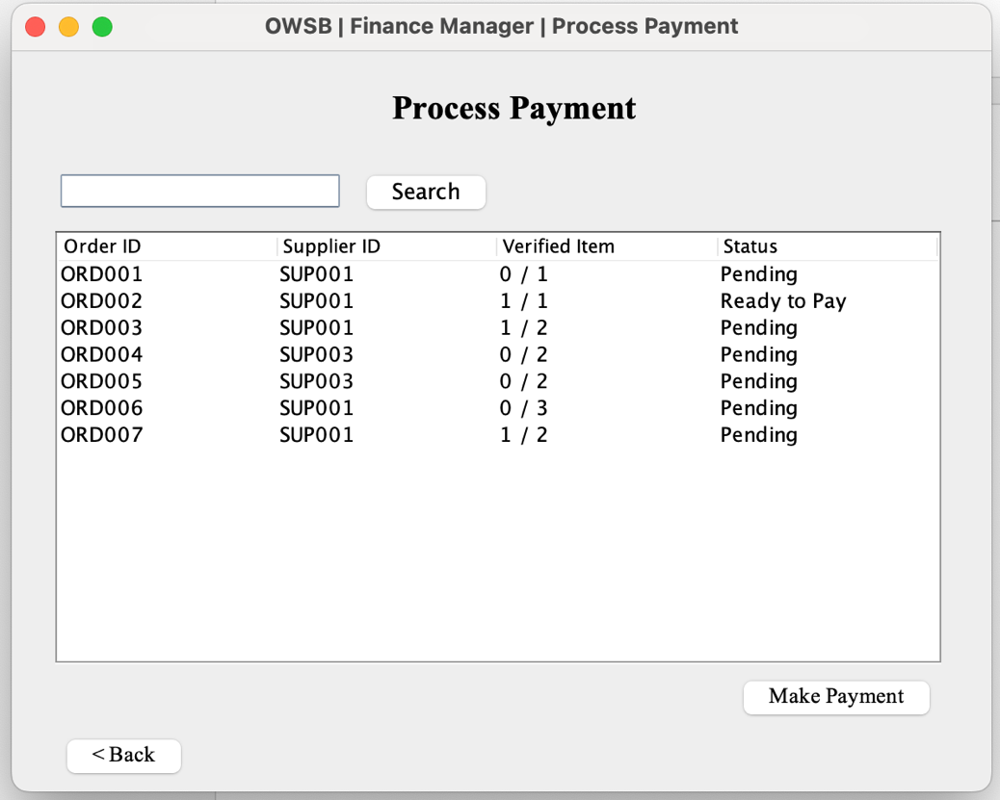 OWSB | Finance Manager | Process Payment
Process Payment
Search
Order ID Supplier ID Verified Item Status
ORD001 SUP001 0 / 1 Pending
ORD002 SUP001 1 / 1 Ready to Pay
ORD003 SUP001 1 / 2 Pending
ORD004 SUP003 0 / 2 Pending
ORD005 SUP003 0 / 2 Pending
ORD006 SUP001 0 / 3 Pending
ORD007 SUP001 1 / 2 Pending
Make Payment
< Back